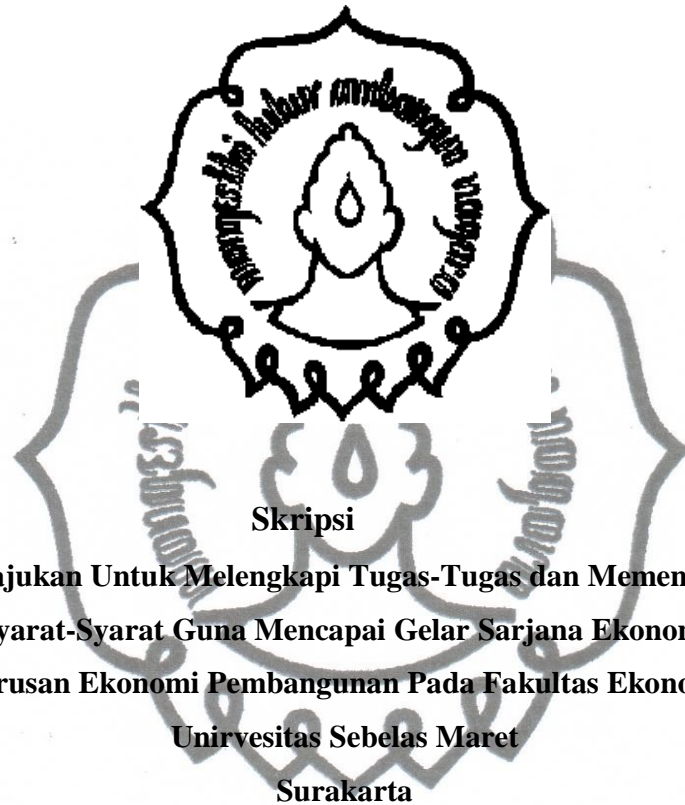 Skripsi
ajukan Untuk Melengkapi Tugas-Tugas dan Memen
yarat-Syarat Guna Mencapai Gelar Sarjana Ekonom
rusan Ekonomi Pembangunan Pada Fakultas Ekono
Unirvesitas Sebelas Maret
Surakarta